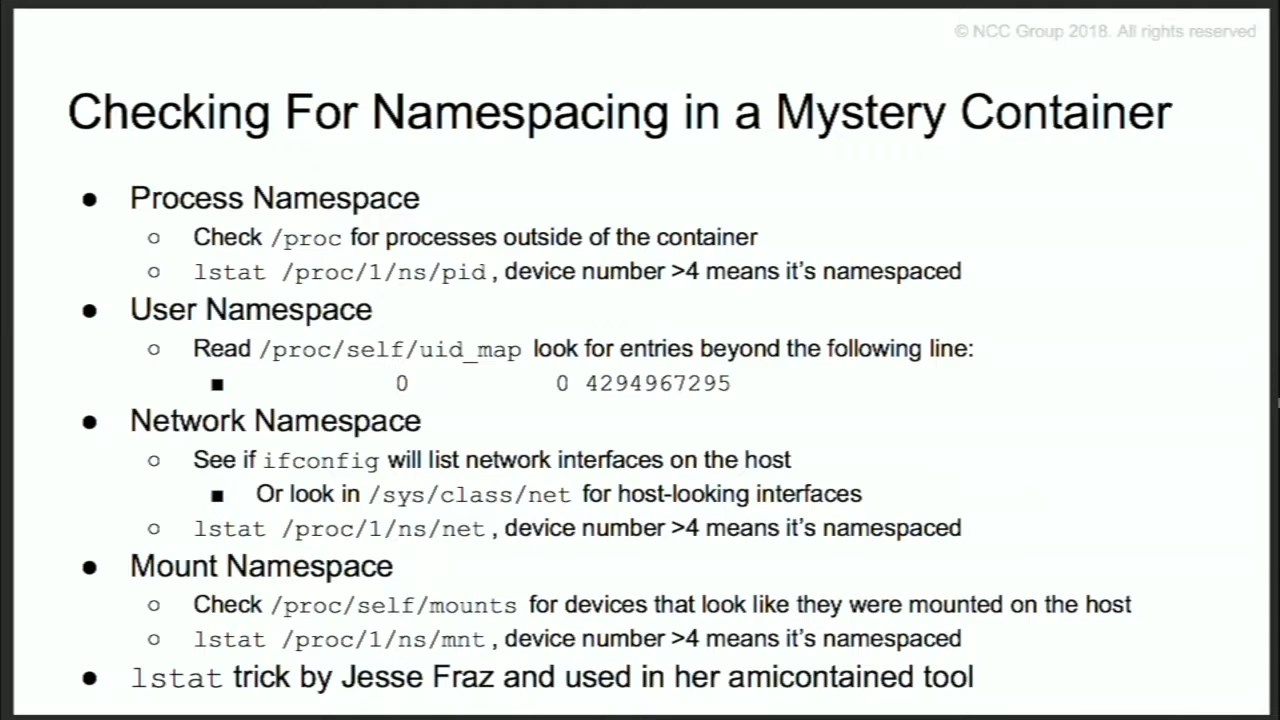 © NCC Group 2018. All rights reserved
Checking For Namespacing in a Mystery Container
● Process Namespace
○ Check /proc for processes outside of the container
○ lstat /proc/1/ns/pid, device number >4 means it's namespaced
● User Namespace
○ Read /proc/self/uid_map look for entries beyond the following line:
■ 0 0 4294967295
● Network Namespace
○ See if ifconfig will list network interfaces on the host
■ Or look in /sys/class/net for host-looking interfaces
○ lstat /proc/1/ns/net, device number >4 means it's namespaced
● Mount Namespace
○ Check /proc/self/mounts for devices that look like they were mounted on the host
○ lstat /proc/1/ns/mnt, device number >4 means it's namespaced
● lstat trick by Jesse Fraz and used in her amicontained tool